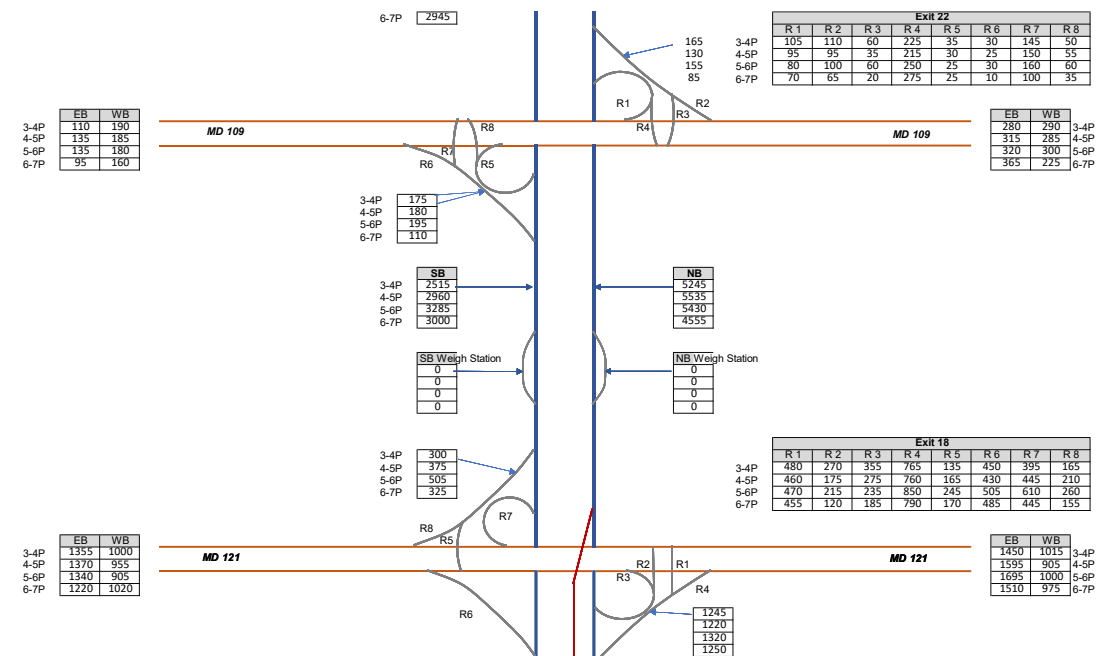 6-7P 2945
Exit 22
R 1 R 2 R 3 R 4 R 5 R 6 R 7 R 8
3-4P 105 110 60 225 35 30 145 50
4-5P 95 95 35 215 30 25 150 55
5-6P 80 100 60 250 25 30 160 60
6-7P 70 65 20 275 25 10 100 35
165
130
155
85
R1
R2
R3
R4
EB WB
3-4P 110 190
4-5P 135 185
5-6P 135 180
6-7P 95 160
MD 109
R8
R7
R6
R5
MD 109
EB WB
280 290 3-4P
315 285 4-5P
320 300 5-6P
365 225 6-7P
3-4P 175
4-5P 180
5-6P 195
6-7P 110
SB
3-4P 2515
4-5P 2960
5-6P 3285
6-7P 3000
NB
5245
5535
5430
4555
SB Weigh Station
0
0
0
0
NB Weigh Station
0
0
0
0
Exit 18
R 1 R 2 R 3 R 4 R 5 R 6 R 7 R 8
3-4P 480 270 355 765 135 450 395 165
4-5P 460 175 275 760 165 430 445 210
5-6P 470 215 235 850 245 505 610 260
6-7P 455 120 185 790 170 485 445 155
3-4P 300
4-5P 375
5-6P 505
6-7P 325
R7
R8
R5
EB WB
3-4P 1355 1000
4-5P 1370 955
5-6P 1340 905
6-7P 1220 1020
MD 121
MD 121
EB WB
1450 1015 3-4P
1595 905 4-5P
1695 1000 5-6P
1510 975 6-7P
R2
R1
R3
R4
R6
1245
1220
1320
1250